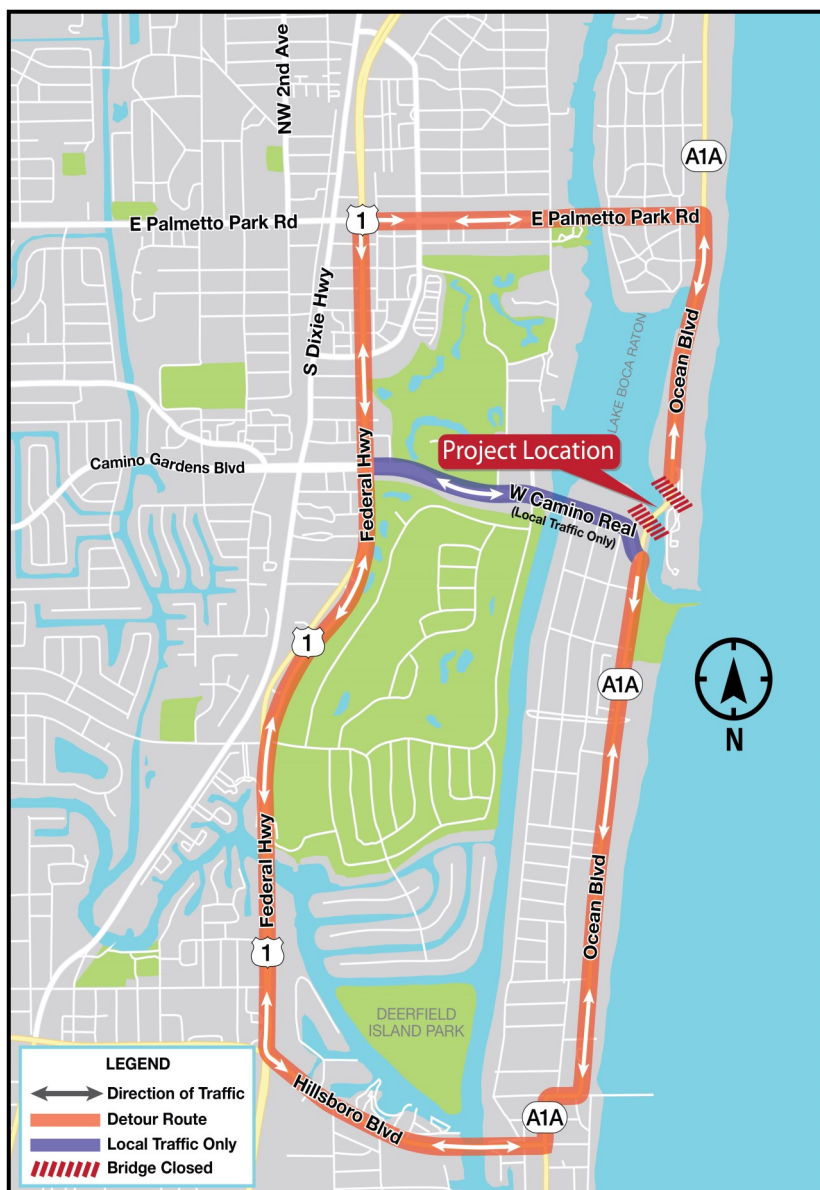 NW 2nd Ave
A1A
E Palmetto Park Rd
1
E Palmetto Park Rd
S Dixie Hwy
Ocean Blvd
LAKE BOCA RATON
Project Location
Camino Gardens Blvd
Federal Hwy
W Camino Real
(Local Traffic Only)
1
A1A
N
Federal Hwy
Ocean Blvd
1
DEERFIELD
ISLAND PARK
LEGEND
Direction of Traffic
Detour Route
Local Traffic Only
Bridge Closed
Hillsboro Blvd
A1A